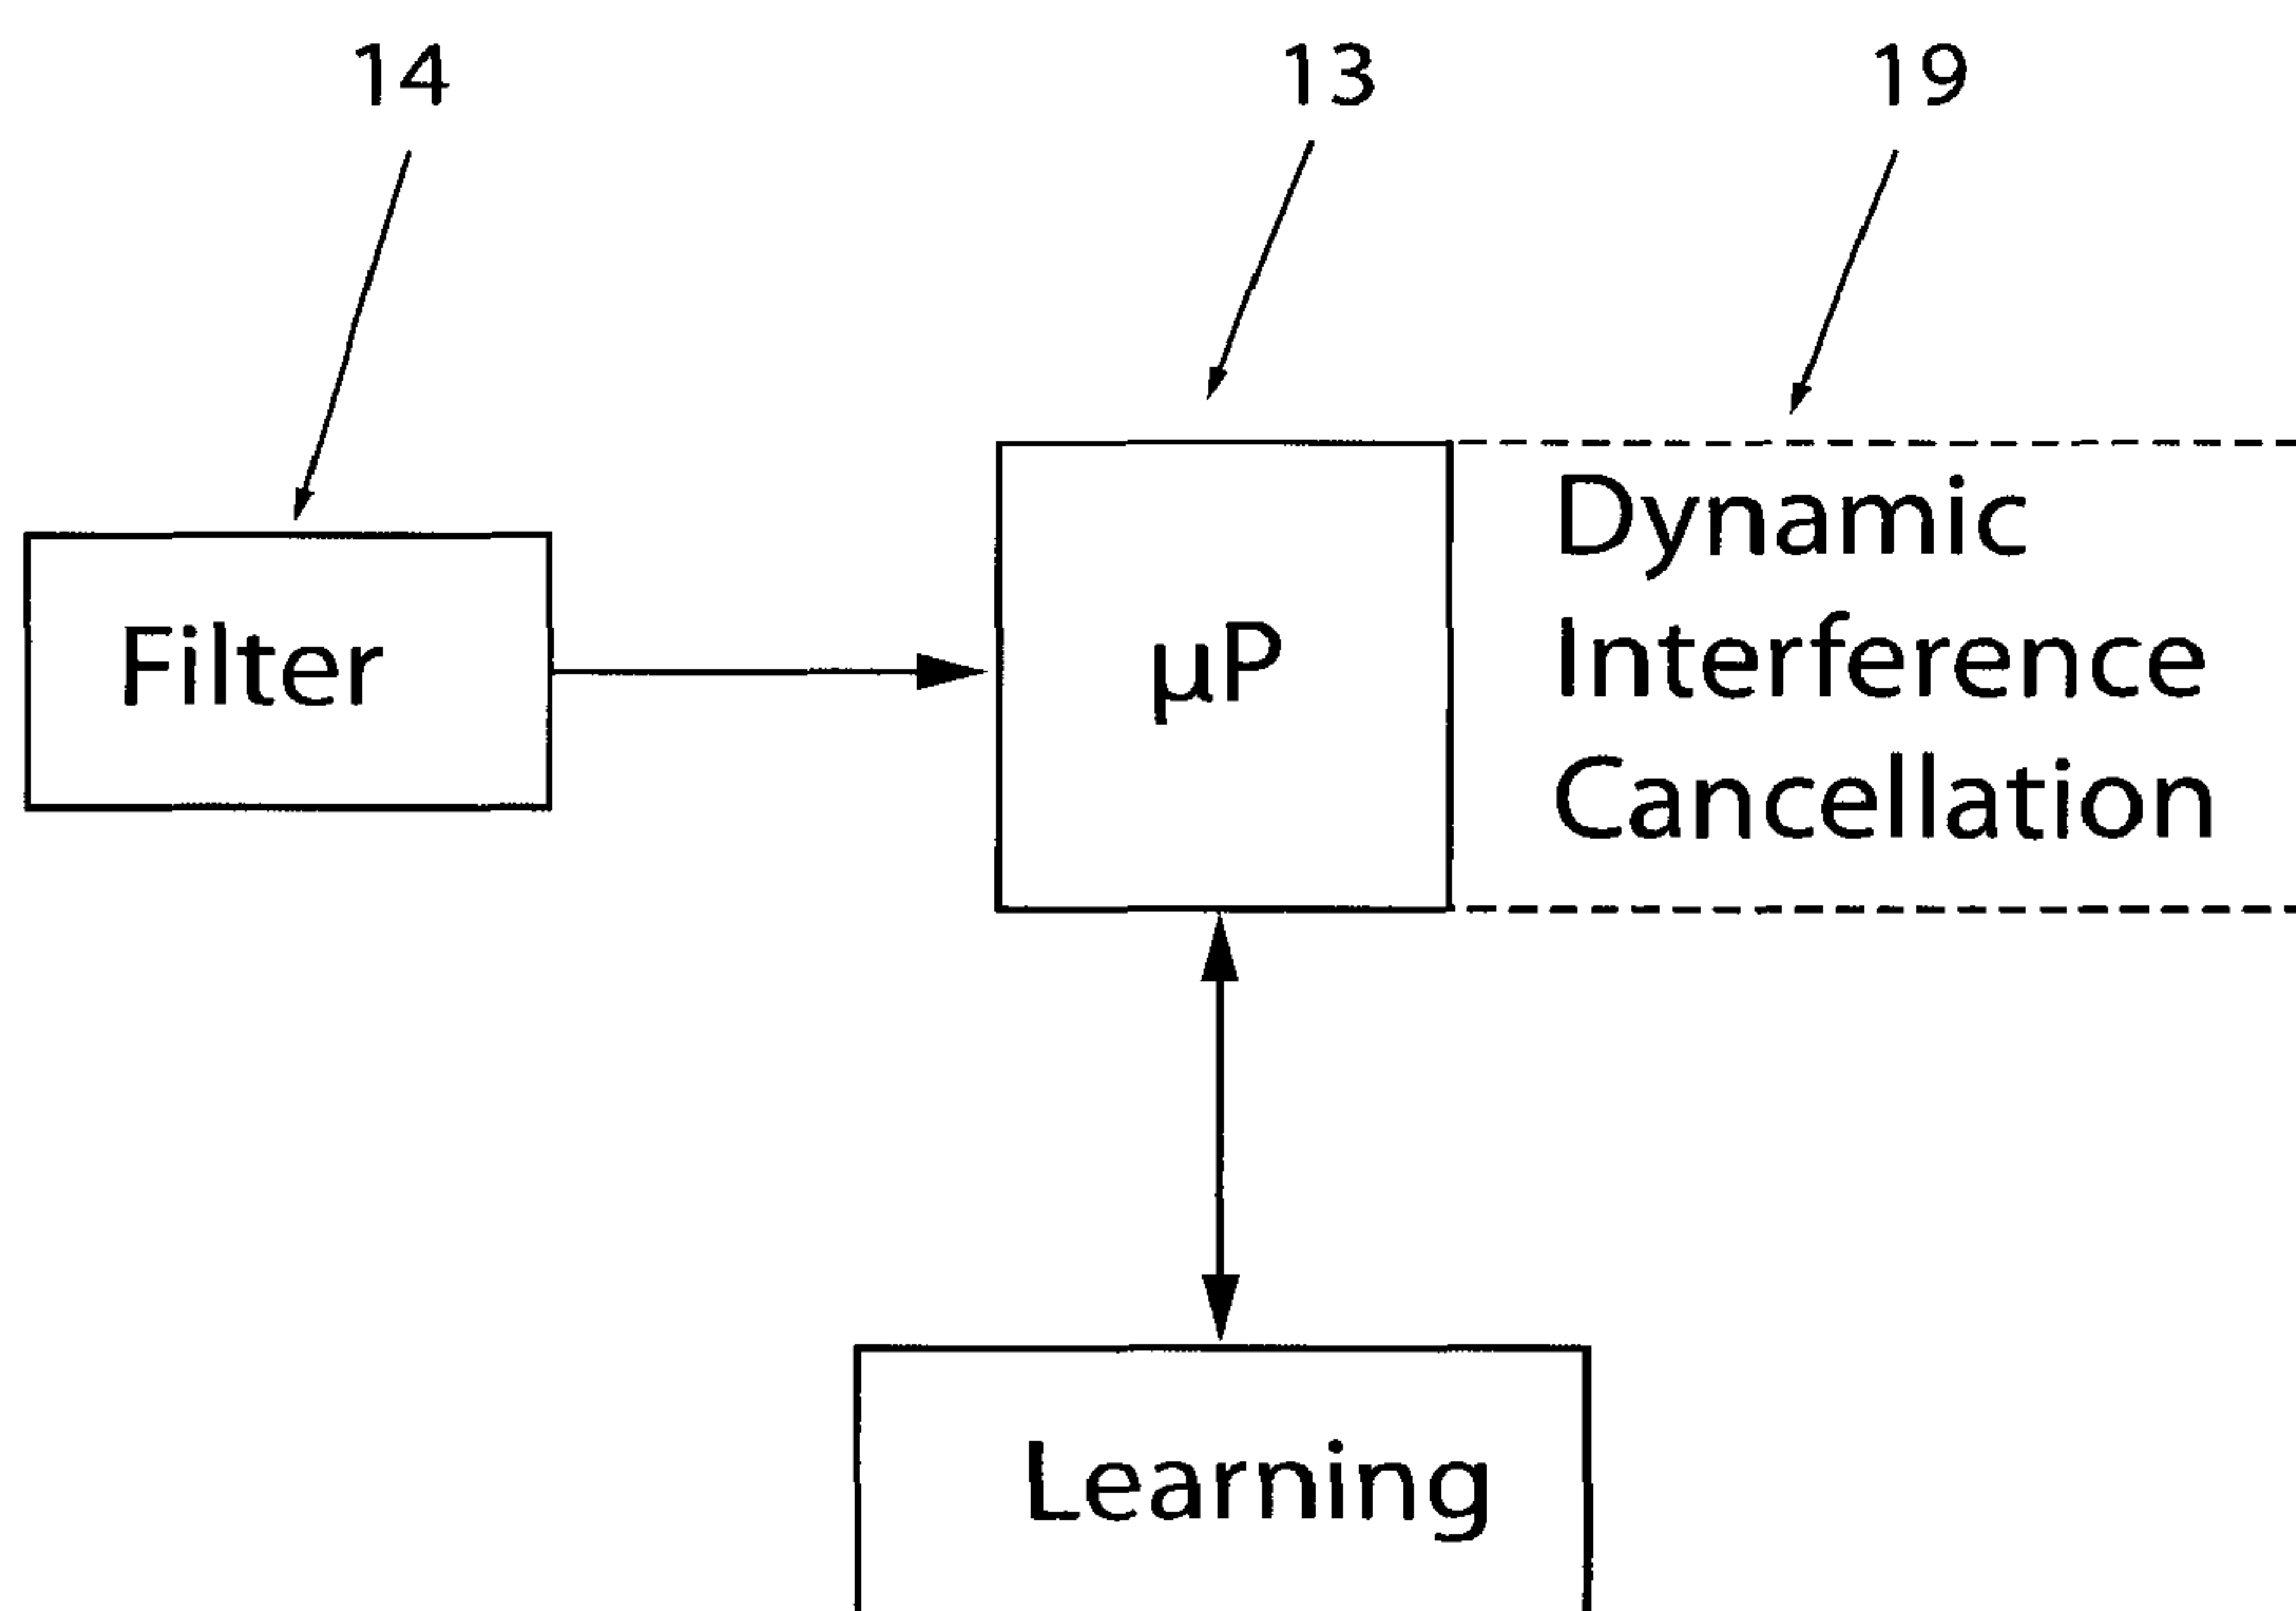 14
13
19
Filter
µP
Dynamic
Interference
Cancellation
Learning